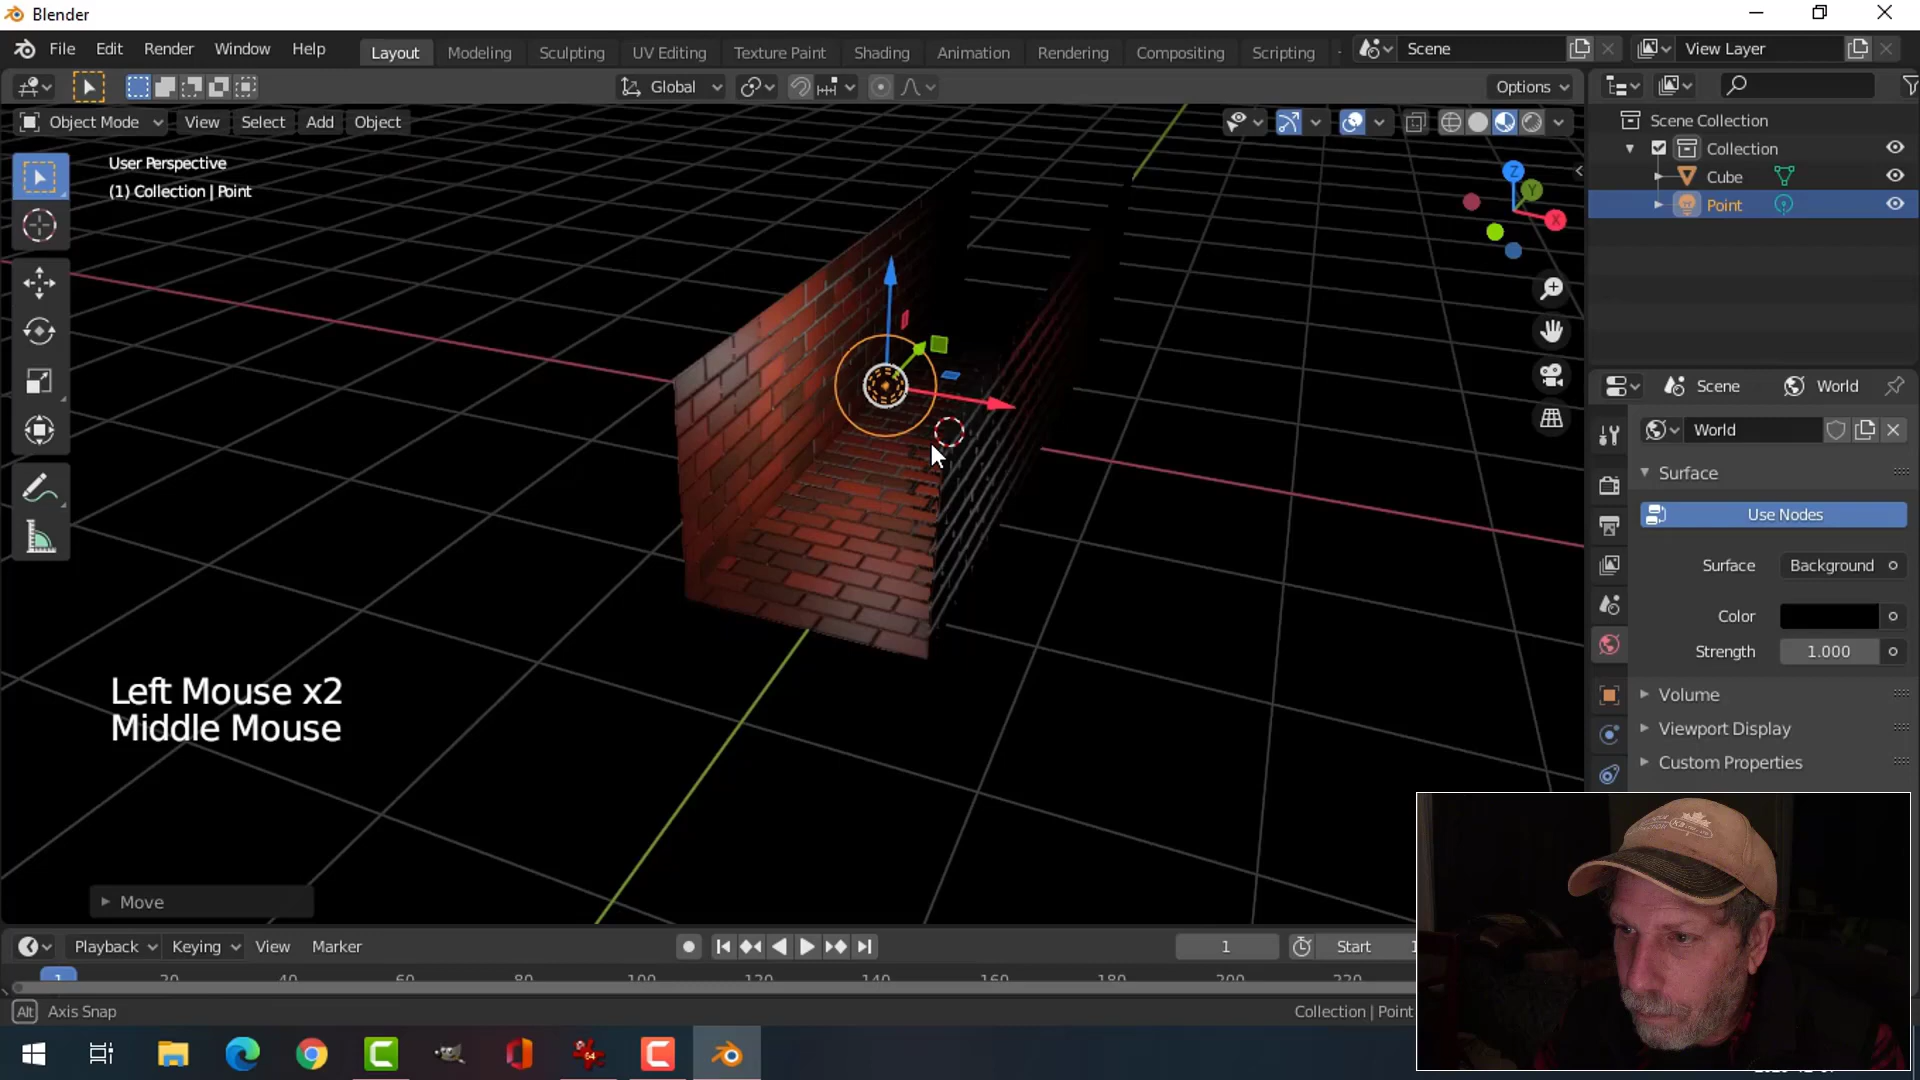 Blender
File Edit Render Window Help Layout Modeling Sculpting UV Editing Texture Paint Shading Animation Rendering Compositing Scripting Scene View Layer
Global Options
Object Mode View Select Add Object
Scene Collection
Collection
Cube
Point
User Perspective
(1) Collection | Point
Z
Y
X
Scene World
World
Surface
Use Nodes
Surface Background
Color
Strength 1.000
Volume
Viewport Display
Custom Properties
Left Mouse x2
Middle Mouse
Move
Playback Keying View Marker 1 Start 1
1 20 40 60 80 100 120 140 160 180 200 220
Alt Axis Snap Collection | Point
64